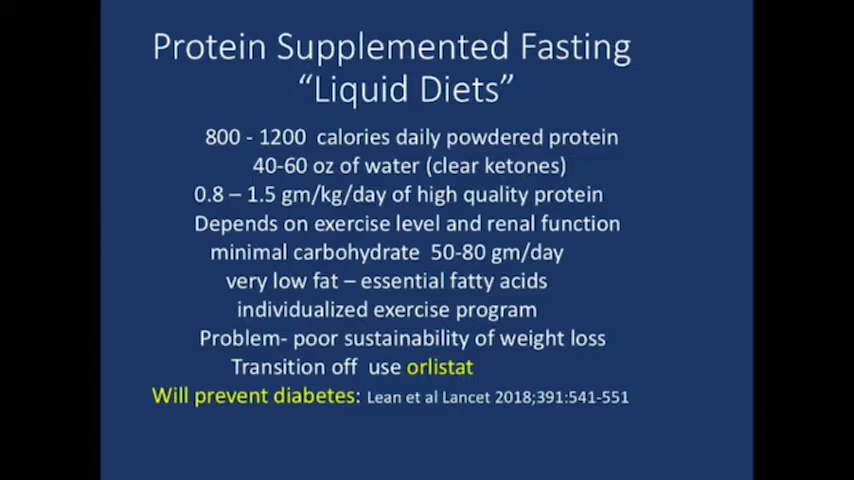 Protein Supplemented Fasting
“Liquid Diets”
800 - 1200 calories daily powdered protein
40-60 oz of water (clear ketones)
0.8 – 1.5 gm/kg/day of high quality protein
Depends on exercise level and renal function
minimal carbohydrate 50-80 gm/day
very low fat – essential fatty acids
individualized exercise program
Problem- poor sustainability of weight loss
Transition off use orlistat
Will prevent diabetes: Lean et al Lancet 2018;391:541-551